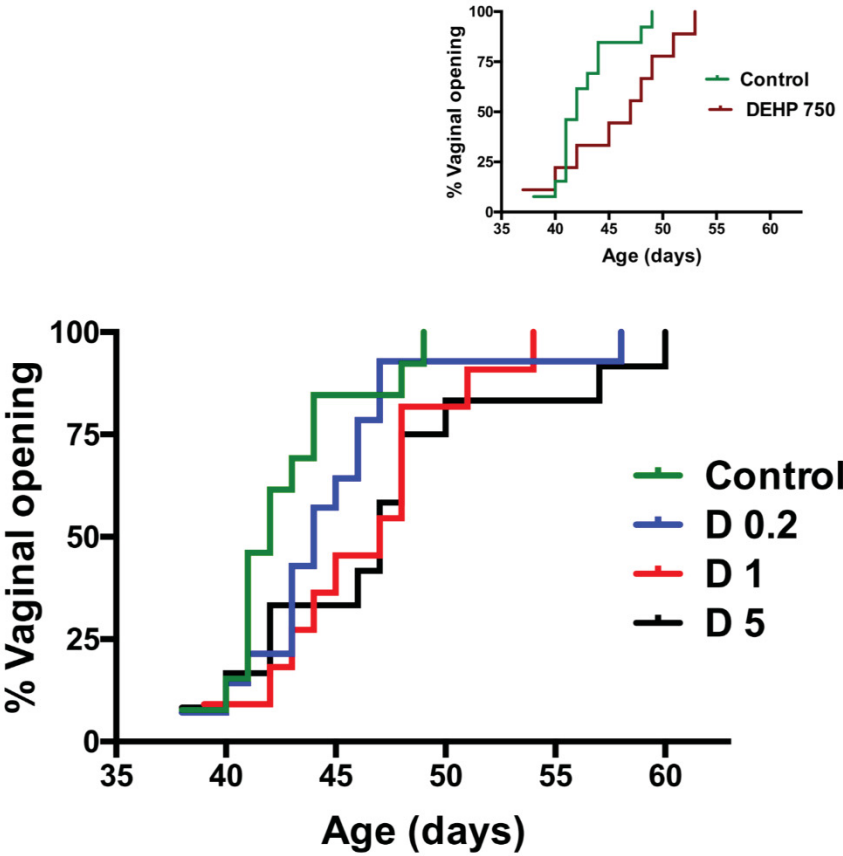 100
75
50
25
0
% Vaginal opening
35 40 45 50 55 60
Age (days)
Control
DEHP 750
100
75
50
25
0
% Vaginal opening
35 40 45 50 55 60
Age (days)
Control
D 0.2
D 1
D 5